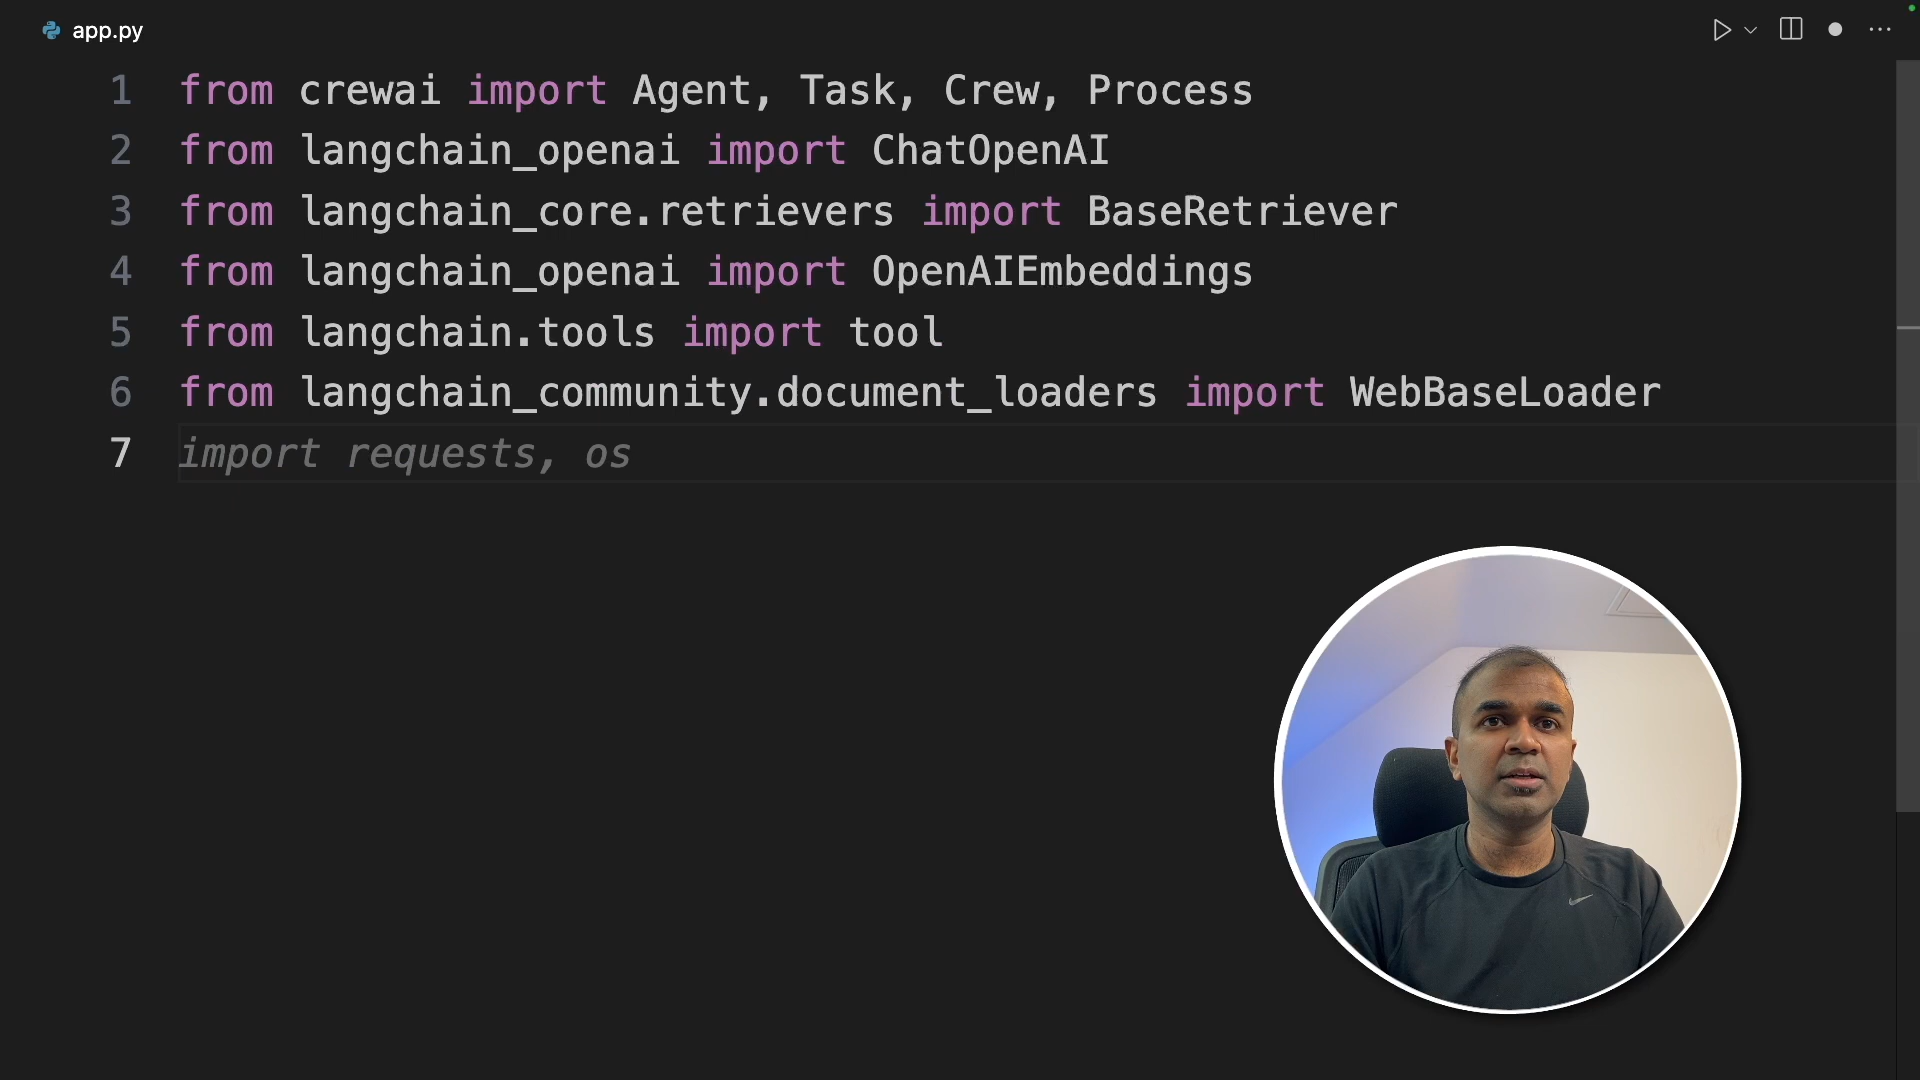 app.py
1 from crewai import Agent, Task, Crew, Process
2 from langchain_openai import ChatOpenAI
3 from langchain_core.retrievers import BaseRetriever
4 from langchain_openai import OpenAIEmbeddings
5 from langchain.tools import tool
6 from langchain_community.document_loaders import WebBaseLoader
7 import requests, os